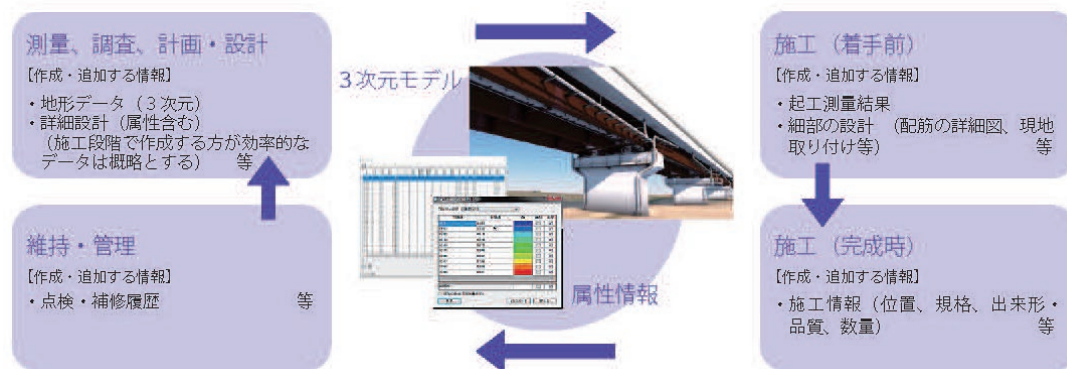 測量、調査、計画・設計
【作成・追加する情報】
・地形データ（３次元）
・詳細設計（属性含む）
（施工段階で作成する方が効率的な
データは概略とする） 等
維持・管理
【作成・追加する情報】
・点検・補修履歴 等
３次元モデル
属性情報
施工（着手前）
【作成・追加する情報】
・起工測量結果
・細部の設計 （配筋の詳細図、現地
取り付け等） 等
施工（完成時）
【作成・追加する情報】
・施工情報（位置、規格、出来形・
品質、数量） 等